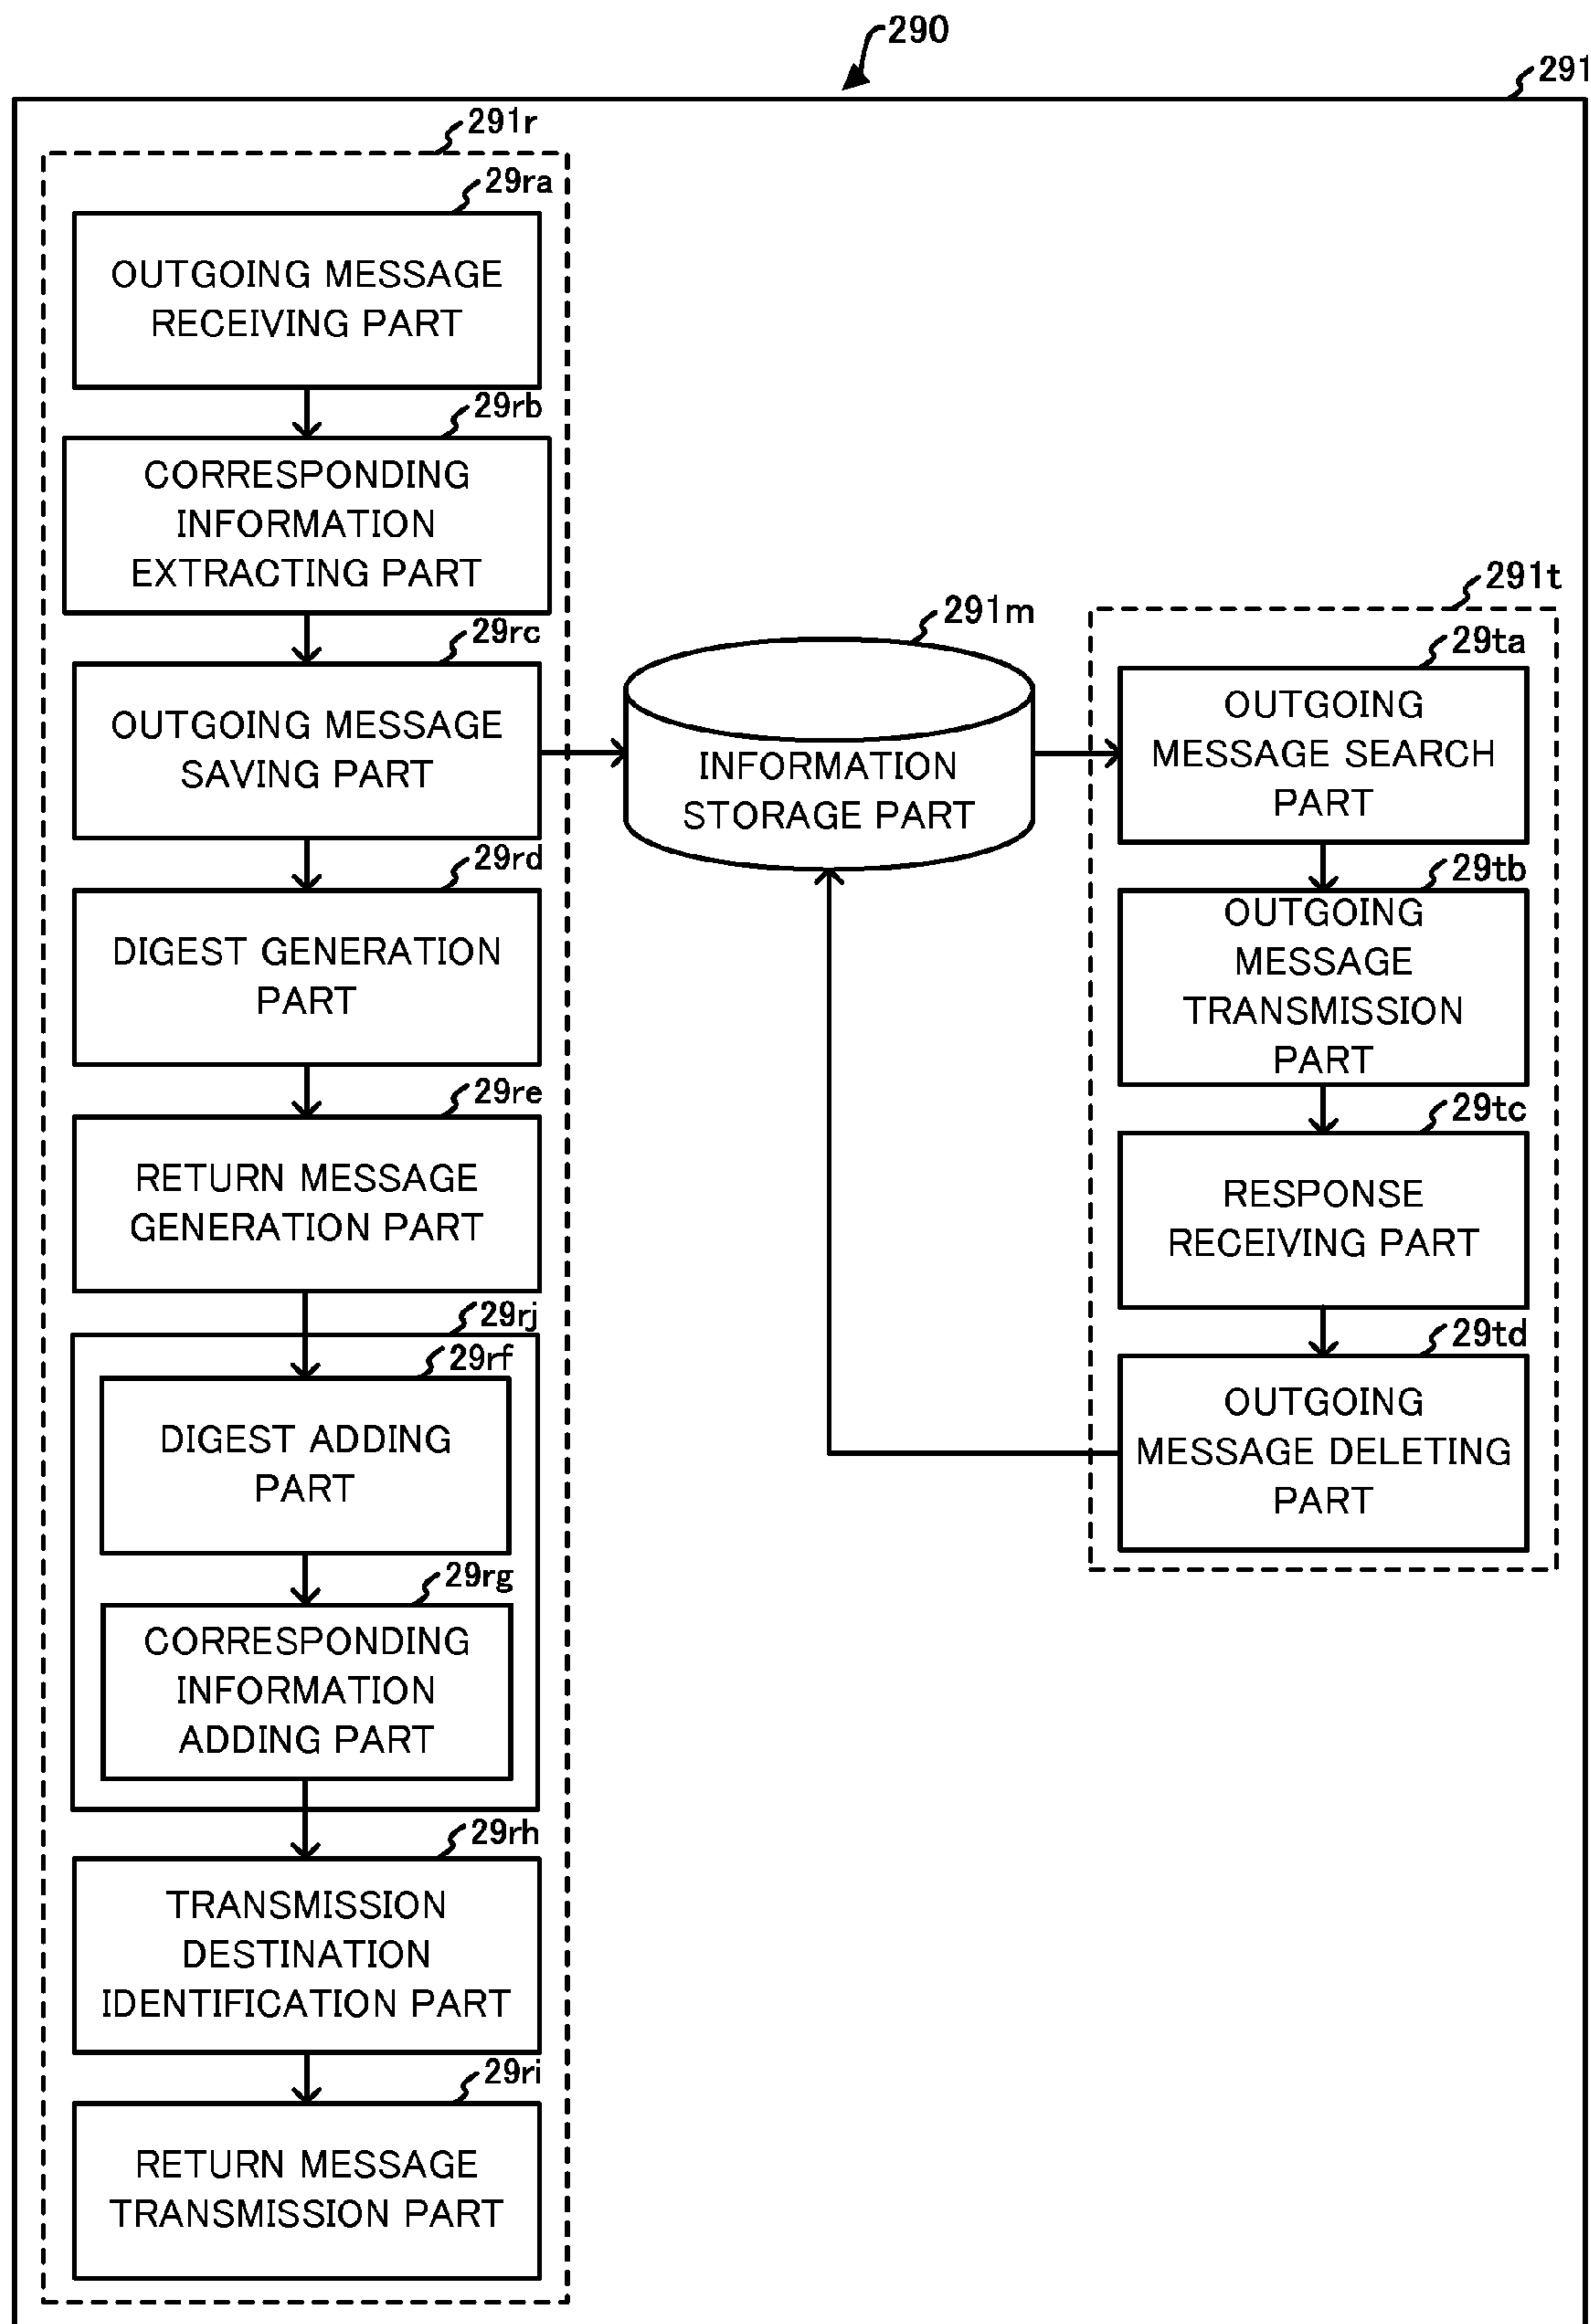 290
291
291r
29ra
OUTGOING MESSAGE
RECEIVING PART
29rb
CORRESPONDING
INFORMATION
EXTRACTING PART
29rc
OUTGOING MESSAGE
SAVING PART
29rd
DIGEST GENERATION
PART
29re
RETURN MESSAGE
GENERATION PART
29rj
29rf
DIGEST ADDING
PART
29rg
CORRESPONDING
INFORMATION
ADDING PART
29rh
TRANSMISSION
DESTINATION
IDENTIFICATION PART
29ri
RETURN MESSAGE
TRANSMISSION PART
291m
INFORMATION
STORAGE PART
291t
29ta
OUTGOING
MESSAGE SEARCH
PART
29tb
OUTGOING
MESSAGE
TRANSMISSION
PART
29tc
RESPONSE
RECEIVING PART
29td
OUTGOING
MESSAGE DELETING
PART